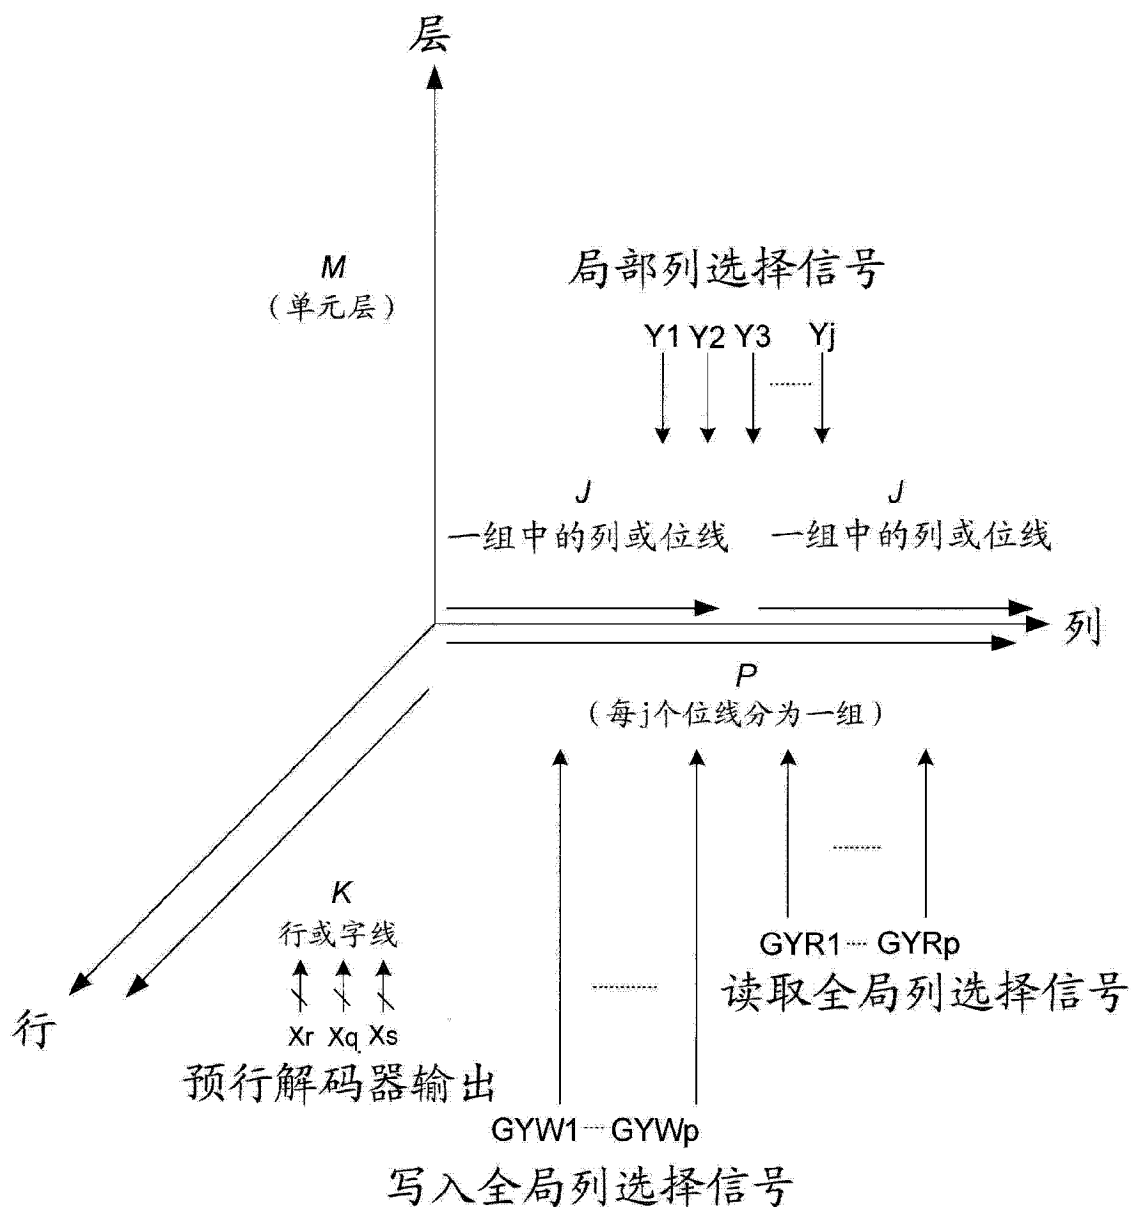 层
M
（单元层）
局部列选择信号
Y1 Y2 Y3 Yj
J J
一组中的列或位线 一组中的列或位线
列
P
（每j个位线分为一组）
K
行或字线
GYR1 GYRp
读取全局列选择信号
行
Xr Xq Xs
预行解码器输出
GYW1 GYWp
写入全局列选择信号